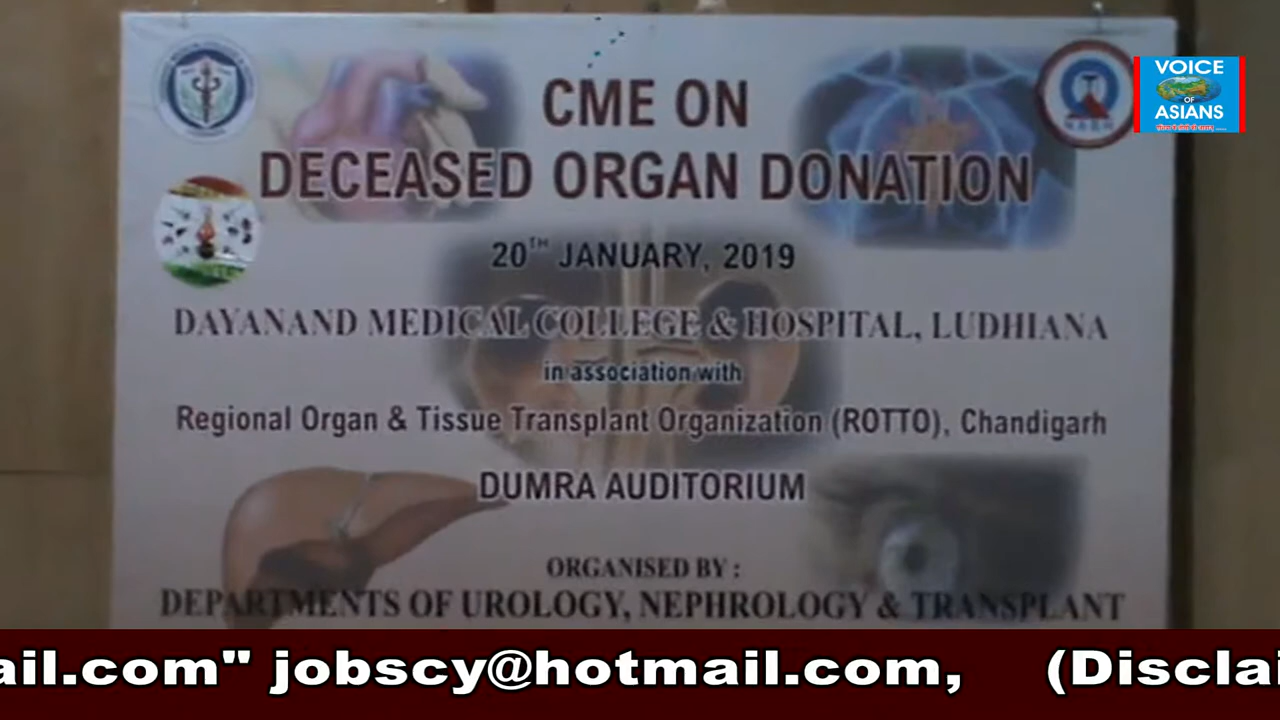 CME ON
DECEASED ORGAN DONATION
20TH JANUARY, 2019
DAYANAND MEDICAL COLLEGE & HOSPITAL, LUDHIANA
in association with
Regional Organ & Tissue Transplant Organization (ROTTO), Chandigarh
DUMRA AUDITORIUM
ORGANISED BY :
DEPARTMENTS OF UROLOGY, NEPHROLOGY & TRANSPLANT
VOICE
OF
ASIANS
ail.com" jobscy@hotmail.com, (Disclai